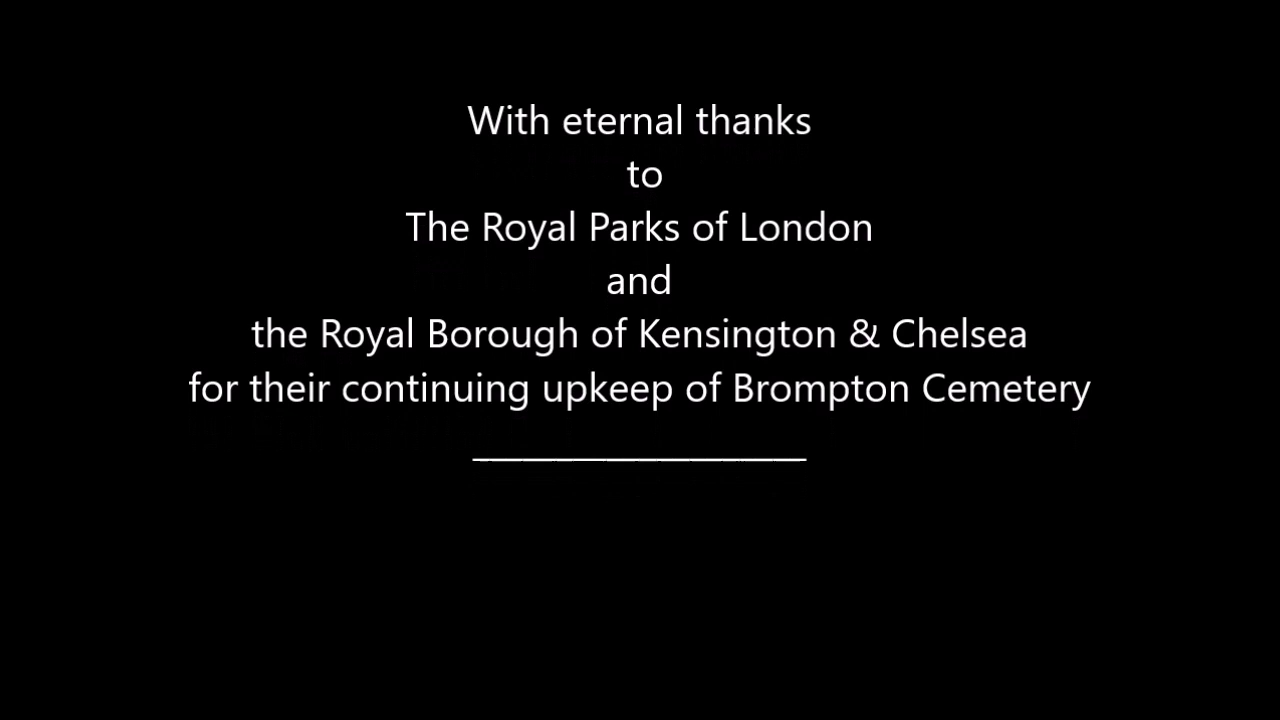 With eternal thanks
to
The Royal Parks of London
and
the Royal Borough of Kensington & Chelsea
for their continuing upkeep of Brompton Cemetery